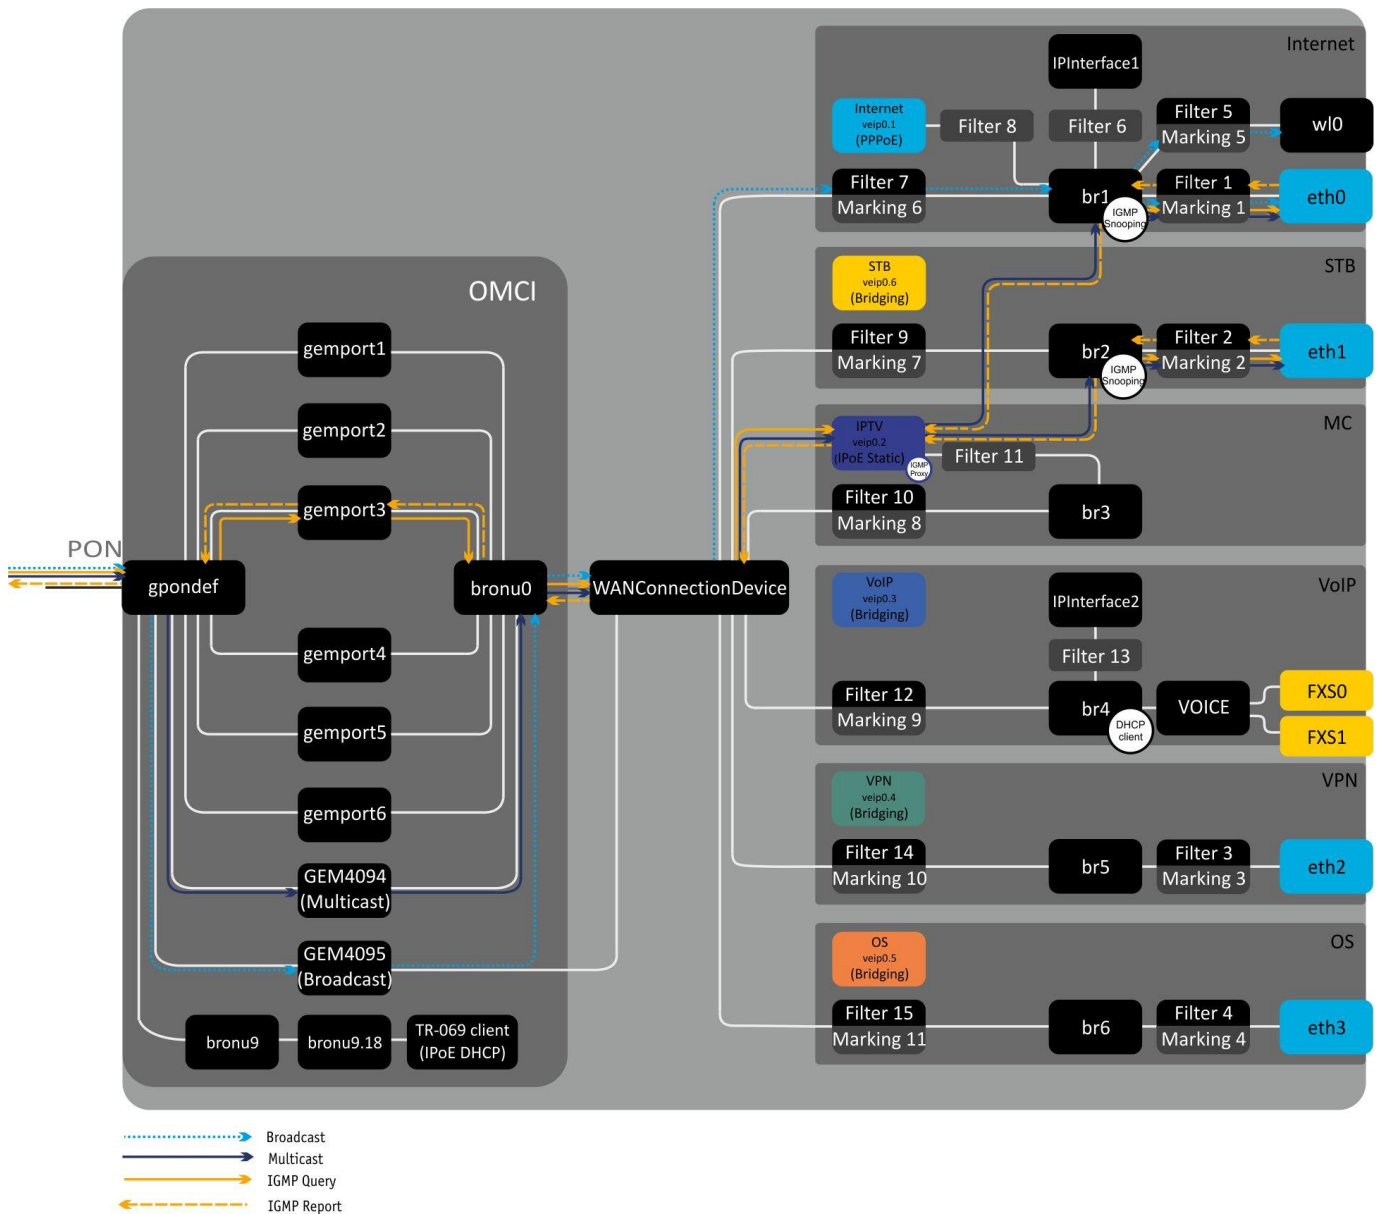 Internet
IPInterface1
Internet
veip0.1
(PPPoE)
Filter 8
Filter 6
Filter 5
Marking 5
wl0
Filter 7
Marking 6
br1
IGMP
Snooping
Filter 1
Marking 1
eth0
STB
STB
veip0.6
(Bridging)
Filter 9
Marking 7
br2
IGMP
Snooping
Filter 2
Marking 2
eth1
MC
IPTV
veip0.2
(IPoE Static)
IGMP
Proxy
Filter 11
Filter 10
Marking 8
br3
OMCI
gemport1
gemport2
gemport3
PON
gpondef
bronu0
WANConnectionDevice
gemport4
gemport5
gemport6
GEM4094
(Multicast)
GEM4095
(Broadcast)
bronu9
bronu9.18
TR-069 client
(IPoE DHCP)
VoIP
VoIP
veip0.3
(Bridging)
IPInterface2
Filter 13
Filter 12
Marking 9
br4
DHCP
client
VOICE
FXS0
FXS1
VPN
VPN
veip0.4
(Bridging)
Filter 14
Marking 10
br5
Filter 3
Marking 3
eth2
OS
OS
veip0.5
(Bridging)
Filter 15
Marking 11
br6
Filter 4
Marking 4
eth3
Broadcast
Multicast
IGMP Query
IGMP Report